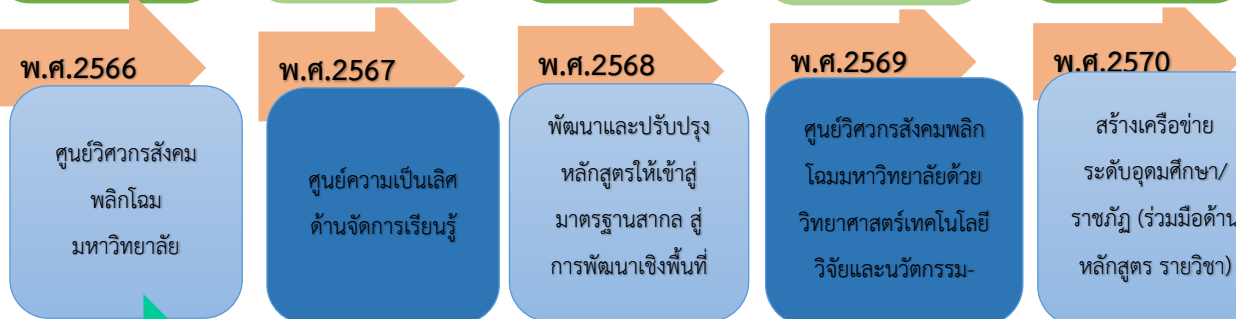 พ.ศ.2566
ศูนย์วิศวกรสังคม
พลิกโฉม
มหาวิทยาลัย
พ.ศ.2567
ศูนย์ความเป็นเลิศ
ด้านจัดการเรียนรู้
พ.ศ.2568
พัฒนาและปรับปรุง
หลักสูตรให้เข้าสู่
มาตรฐานสากล สู่
การพัฒนาเชิงพื้นที่
พ.ศ.2569
ศูนย์วิศวกรสังคมพลิก
โฉมมหาวิทยาลัยด้วย
วิทยาศาสตร์เทคโนโลยี
วิจัยและนวัตกรรม-
พ.ศ.2570
สร้างเครือข่าย
ระดับอุดมศึกษา/
ราชภัฏ (ร่วมมือด้าน
หลักสูตร รายวิชา)